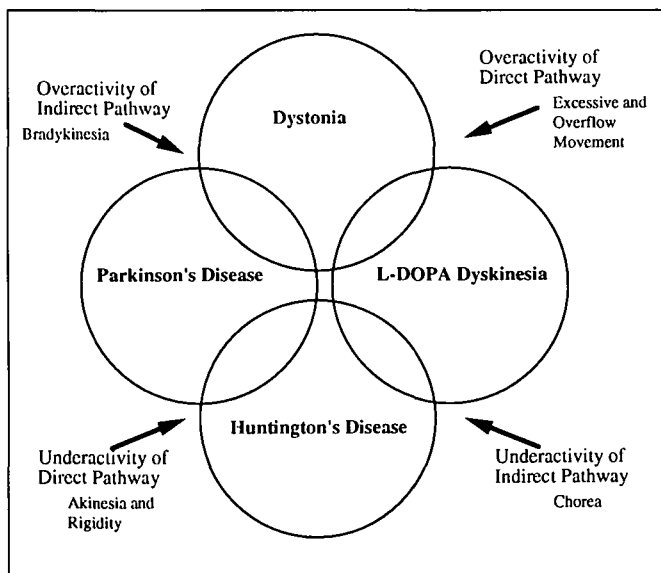 Overactivity of
Indirect Pathway
Bradykinesia
Dystonia
Overactivity of
Direct Pathway
Excessive and
Overflow
Movement
Parkinson's Disease
L-DOPA Dyskinesia
Huntington's Disease
Underactivity of
Direct Pathway
Akinesia and
Rigidity
Underactivity of
Indirect Pathway
Chorea